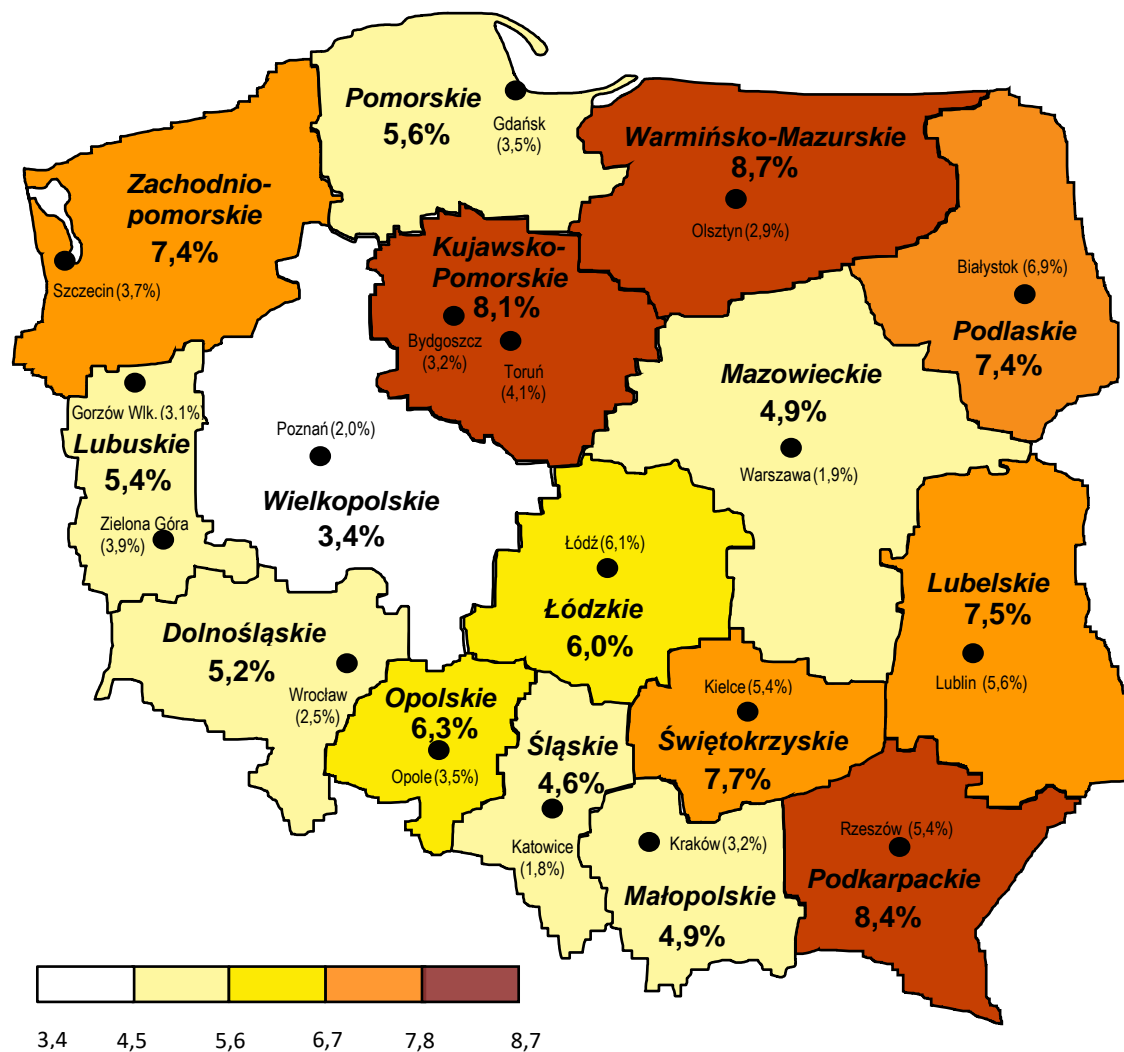 Pomorskie
5,6%
Gdańsk
(3,5%)
Warmińsko-Mazurskie
8,7%
Olsztyn (2,9%)
Zachodnio-
pomorskie
7,4%
Szczecin (3,7%)
Kujawsko-
Pomorskie
8,1%
Bydgoszcz
(3,2%)
Toruń
(4,1%)
Białystok (6,9%)
Podlaskie
7,4%
Mazowieckie
4,9%
Warszawa (1,9%)
Gorzów Wlk. (3.1%
Lubuskie
5,4%
Zielona Góra
(3,9%)
Poznań (2,0%)
Wielkopolskie
3,4%
Łódź (6,1%)
Łódzkie
6,0%
Lubelskie
7,5%
Lublin (5,6%)
Dolnośląskie
5,2%
Wrocław
(2,5%)
Opolskie
6,3%
Opole (3,5%)
Śląskie
4,6%
Katowice
(1,8%)
Kielce (5,4%)
Świętokrzyskie
7,7%
Kraków (3,2%)
Małopolskie
4,9%
Rzeszów (5,4%)
Podkarpackie
8,4%
3,4 4,5 5,6 6,7 7,8 8,7